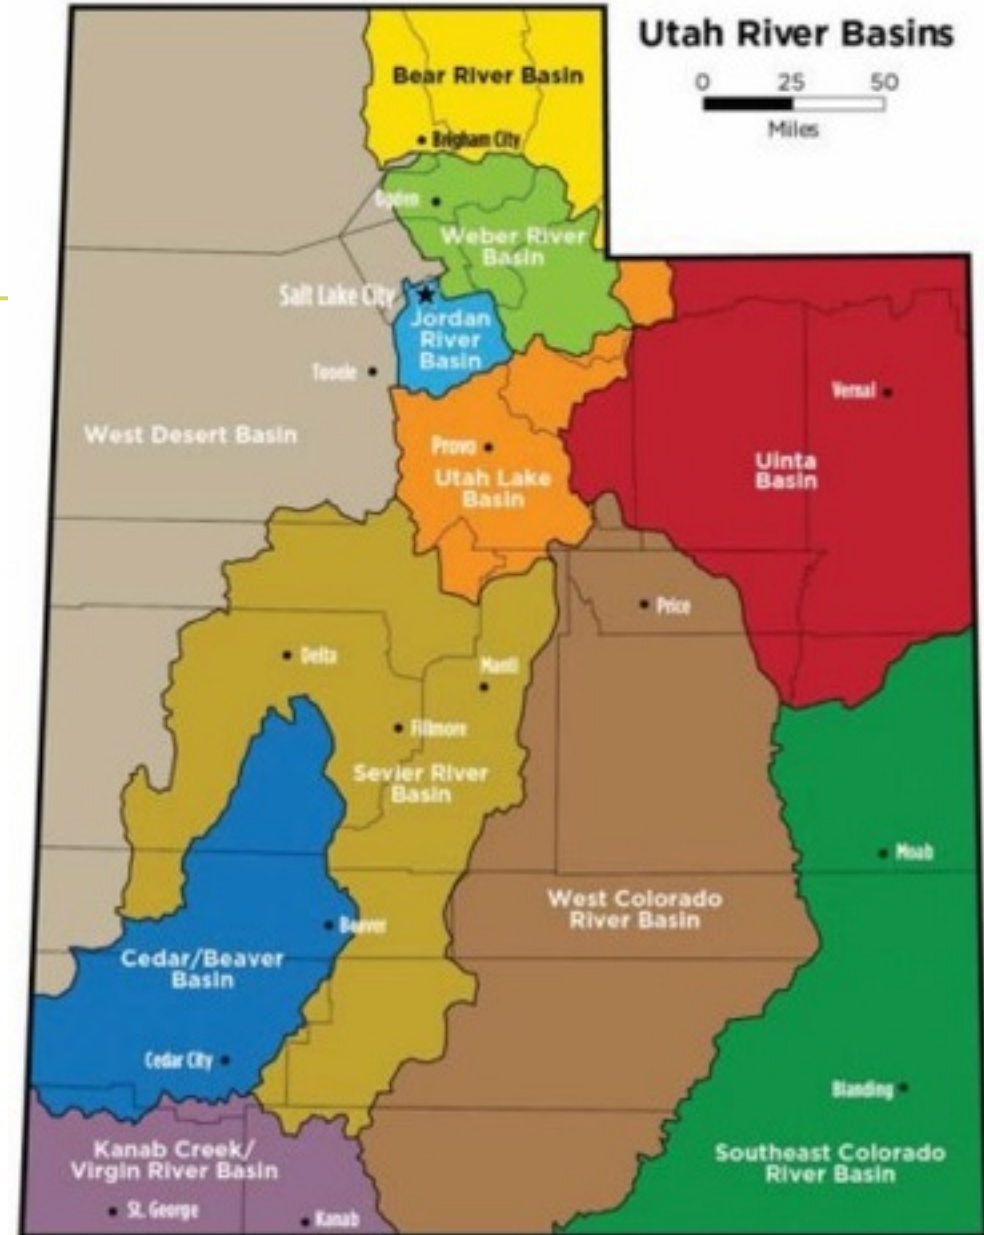 Utah River Basins
0 25 50
Miles
Bear River Basin
Brigham City
Ogden
Weber River
Basin
Salt Lake City
Jordan
River
Basin
Tooele
Vernal
West Desert Basin
Provo
Utah Lake
Basin
Uinta
Basin
Price
Delta
Manti
Fillmore
Sevier River
Basin
Moab
West Colorado
River Basin
Beaver
Cedar/Beaver
Basin
Cedar City
Blanding
Kanab Creek/
Virgin River Basin
Southeast Colorado
River Basin
St. George
Kanab